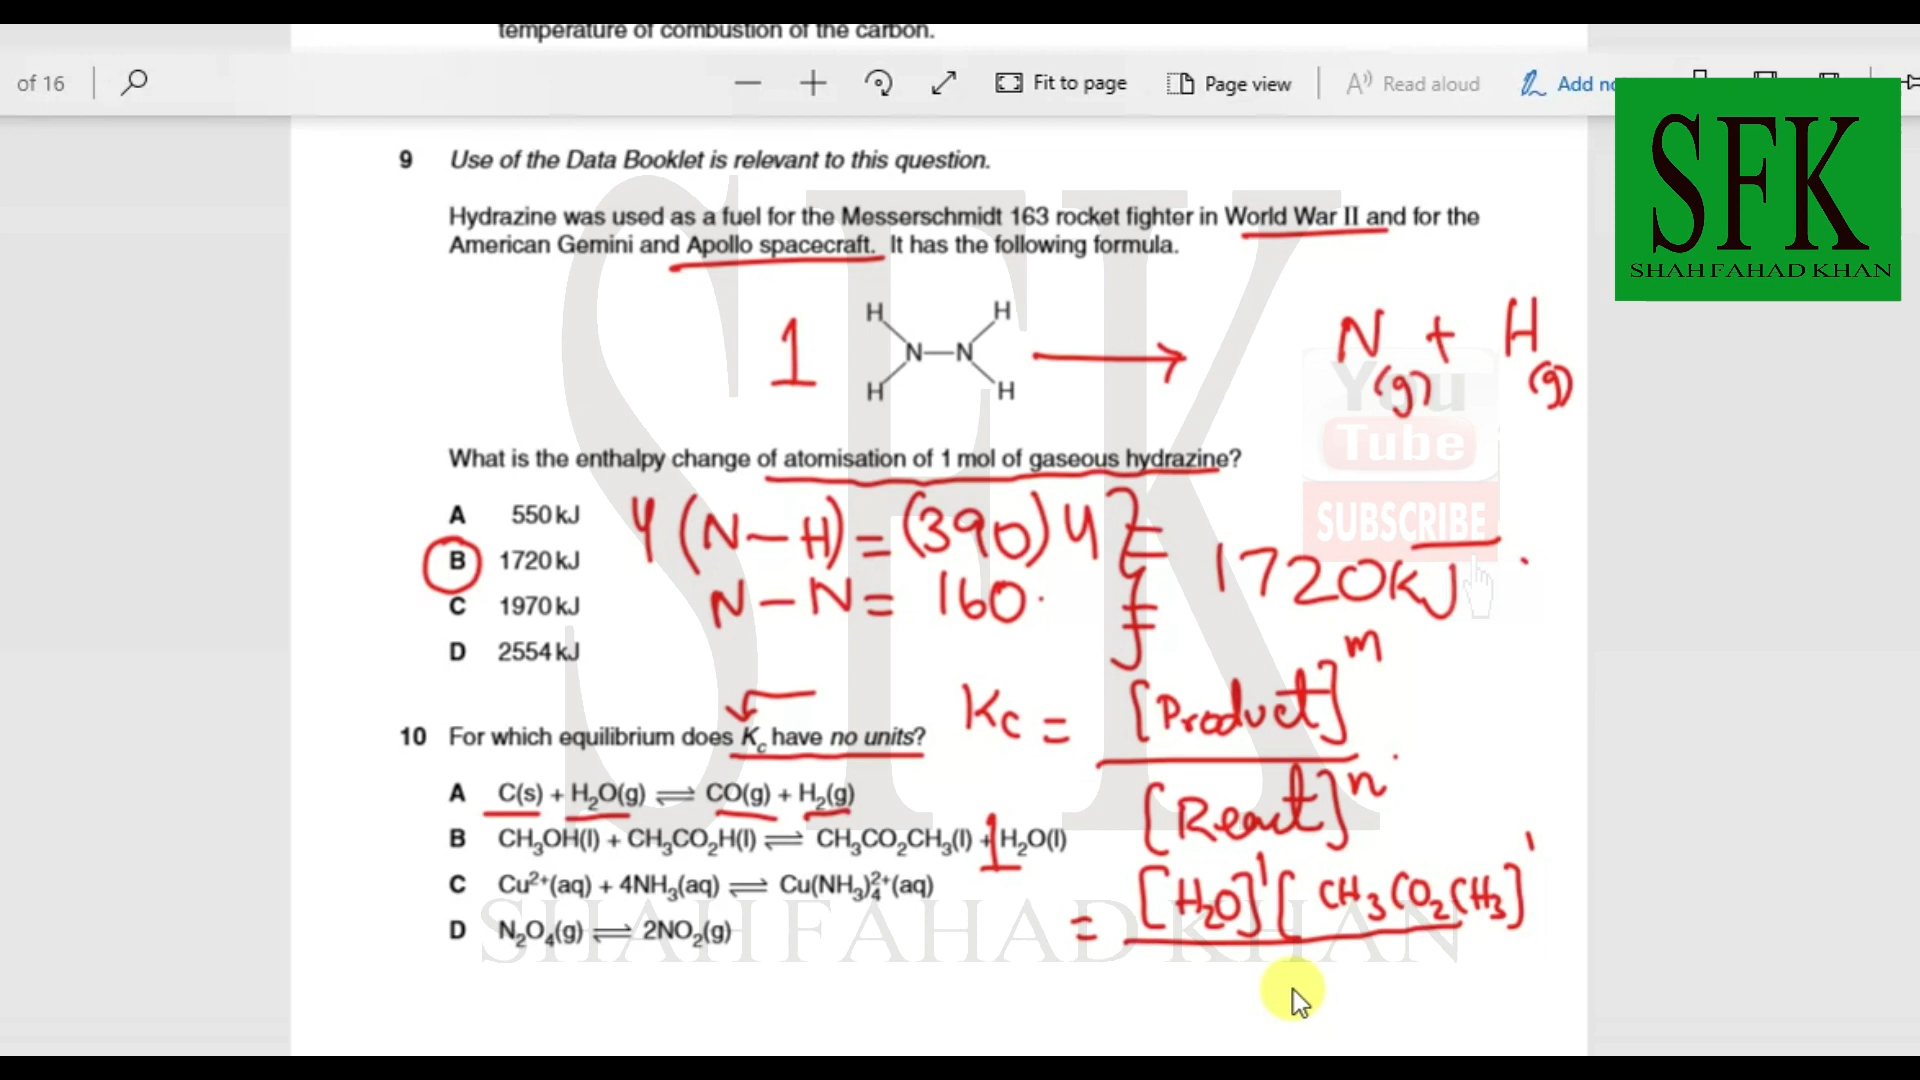 temperature of combustion of the carbon.
of 16
Fit to page
Page view
Read aloud
SFK
SHAH FAHAD KHAN
9 Use of the Data Booklet is relevant to this question.
Hydrazine was used as a fuel for the Messerschmidt 163 rocket fighter in World War II and for the
American Gemini and Apollo spacecraft. It has the following formula.
H H
1 N—N → N + H
H H (g) (g)
You
Tube
SUBSCRIBE
What is the enthalpy change of atomisation of 1 mol of gaseous hydrazine?
A 550 kJ
B 1720 kJ
C 1970 kJ
D 2554 kJ
4 (N-H) = (390)4
N-N = 160.
= 1720KJ
10 For which equilibrium does Kc have no units?
A C(s) + H₂O(g) ⇌ CO(g) + H₂(g)
B CH₃OH(l) + CH₃CO₂H(l) ⇌ CH₃CO₂CH₃(l) + H₂O(l)
C Cu²⁺(aq) + 4NH₃(aq) ⇌ Cu(NH₃)₄²⁺(aq)
D N₂O₄(g) ⇌ 2NO₂(g)
Kc = [Product]ᵐ
[React]ⁿ
1
= [H₂O]¹[CH₃CO₂CH₃]¹
SFK
SHAH FAHAD KHAN